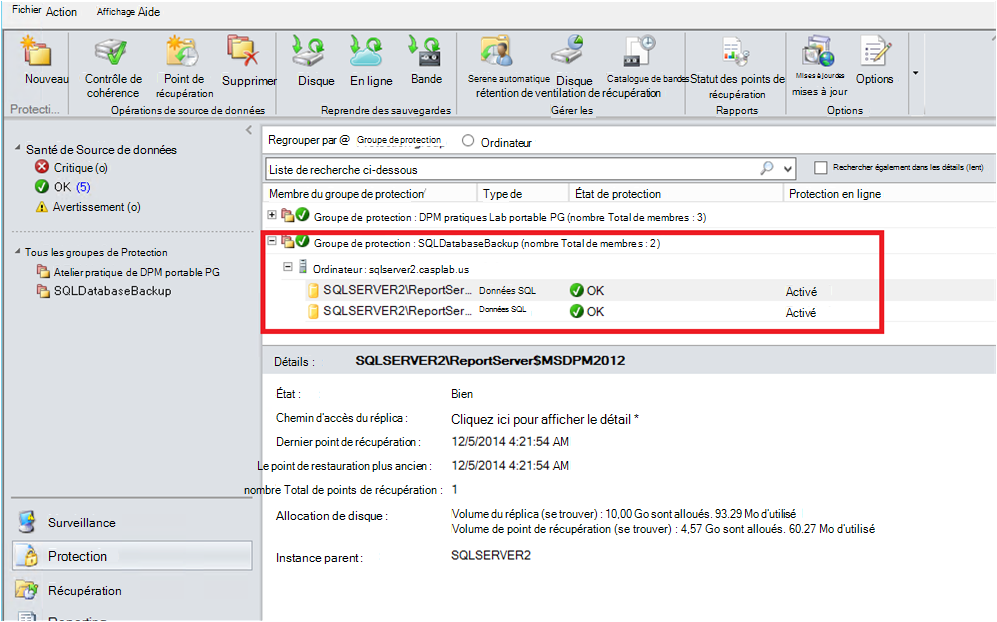 Fichier Action Affichage Aide
Nouveau
Contrôle de cohérence
Point de récupération
Supprimer
Disque
En ligne
Bande
Serene automatique Disque Catalogue de bandes
rétention de ventilation de récupération
Statut des points de récupération
Mises à jour des mises à jour
Options
Protecti...
Opérations de source de données
Reprendre des sauvegardes
Gérer les
Rapports
Options
Santé de Source de données
Critique (o)
OK (5)
Avertissement (o)
Tous les groupes de Protection
Atelier pratique de DPM portable PG
SQLDatabaseBackup
Surveillance
Protection
Récupération
Regrouper par @ Groupe de protection Ordinateur
Liste de recherche ci-dessous
Rechercher également dans les détails (lent)
Membre du groupe de protection Type de État de protection Protection en ligne
Groupe de protection : DPM pratiques Lab portable PG (nombre Total de membres : 3)
Groupe de protection : SQLDatabaseBackup (nombre Total de membres : 2)
Ordinateur : sqlserver2.casplab.us
SQLSERVER2\ReportSer... Données SQL OK Activé
SQLSERVER2\ReportSer... Données SQL OK Activé
Détails : SQLSERVER2\ReportServer$MSDPM2012
État : Bien
Chemin d'accès du réplica : Cliquez ici pour afficher le détail *
Dernier point de récupération : 12/5/2014 4:21:54 AM
Le point de restauration plus ancien : 12/5/2014 4:21:54 AM
nombre Total de points de récupération : 1
Allocation de disque : Volume du réplica (se trouver) : 10,00 Go sont alloués. 93.29 Mo d'utilisé
Volume de point de récupération (se trouver) : 4,57 Go sont alloués. 60.27 Mo d'utilisé
Instance parent : SQLSERVER2